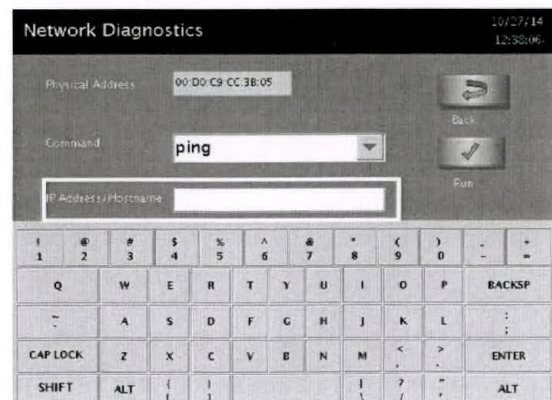 Network Diagnostics
10/27/14
12:38:06
Physical Address 00:D0:C9:CC:3B:05
Back
Command ping
Run
IP Address/Hostname
! @ # $ % ^ & * ( ) - +
1 2 3 4 5 6 7 8 9 0 _ =
Q W E R T Y U I O P BACKSP
A S D F G H J K L : ;
CAP LOCK Z X C V B N M < , > . ENTER
SHIFT ALT ALT